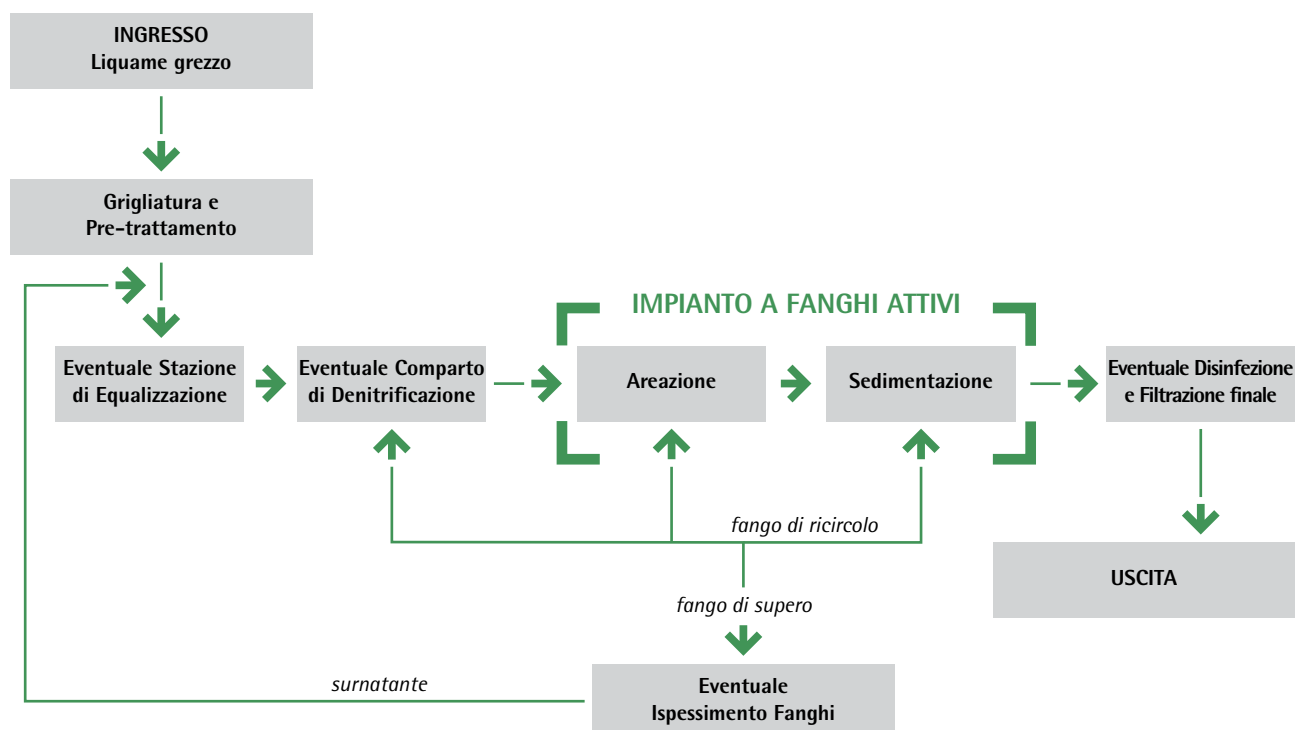 INGRESSO
Liquame grezzo
Grigliatura e
Pre-trattamento
IMPIANTO A FANGHI ATTIVI
Eventuale Stazione
di Equalizzazione
Eventuale Comparto
di Denitrificazione
Areazione
Sedimentazione
Eventuale Disinfezione
e Filtrazione finale
fango di ricircolo
USCITA
fango di supero
surnatante
Eventuale
Ispessimento Fanghi